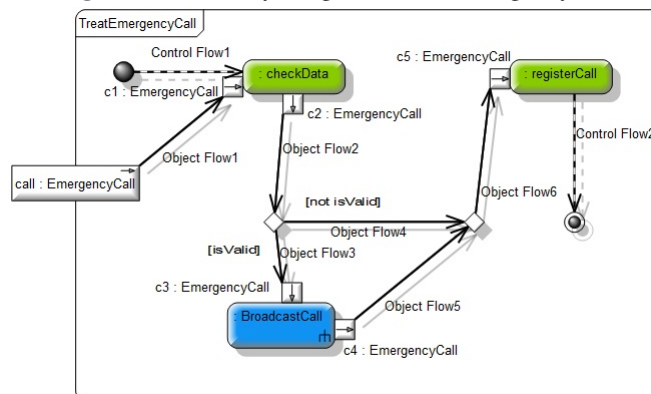 TreatEmergencyCall
Control Flow1
: checkData
c1 : EmergencyCall
c2 : EmergencyCall
Object Flow1
Object Flow2
call : EmergencyCall
[not isValid]
Object Flow4
[isValid]
Object Flow3
c3 : EmergencyCall
: BroadcastCall
c4 : EmergencyCall
Object Flow5
Object Flow6
c5 : EmergencyCall
: registerCall
Control Flow2